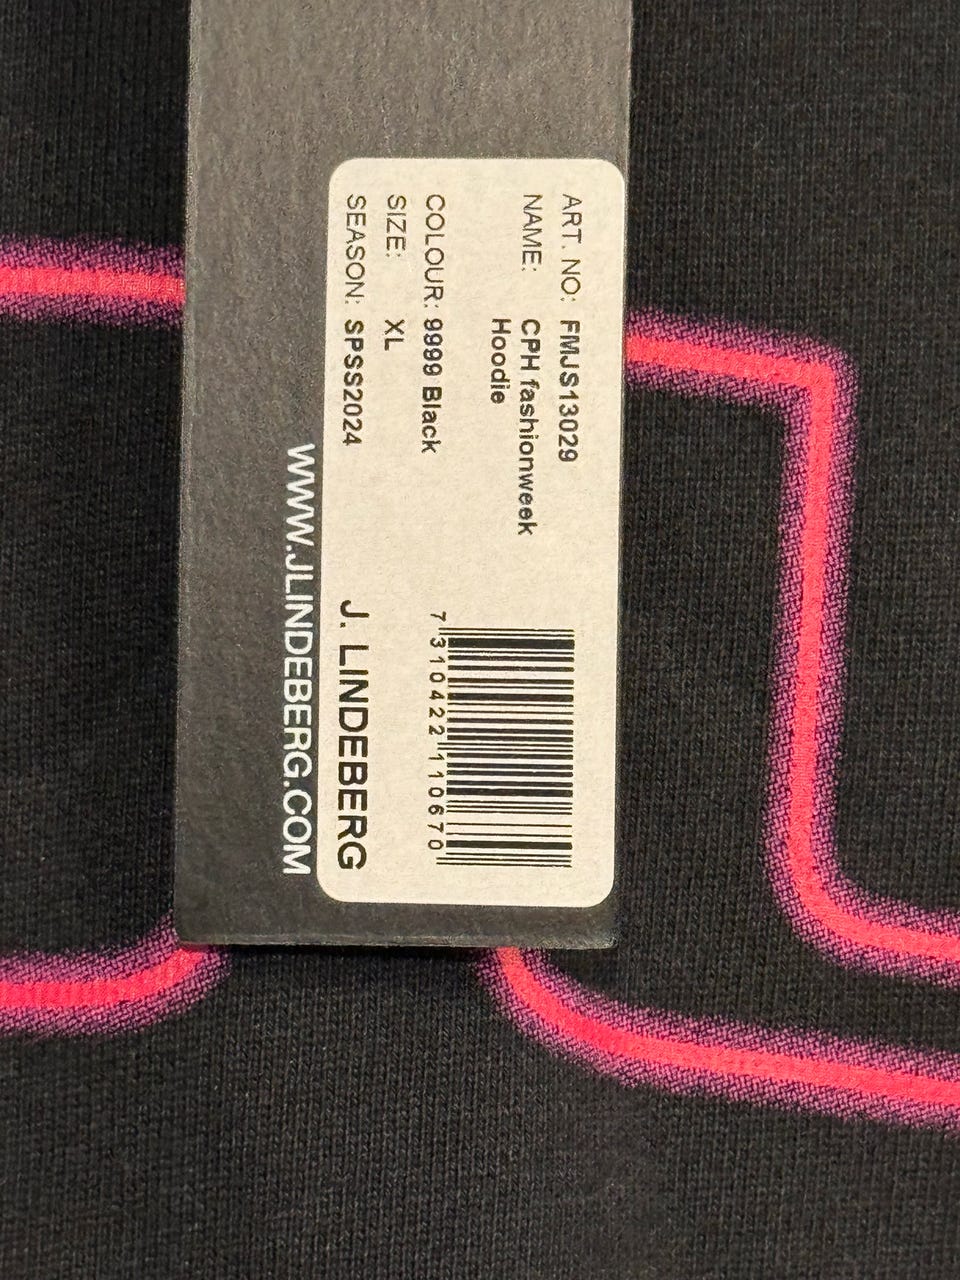 ART. NO: FMJS13029
NAME: CPH fashionweek
Hoodie
COLOUR: 9999 Black
SIZE: XL
SEASON: SPSS2024
7 310422 110670
J. LINDEBERG
WWW.JLINDEBERG.COM